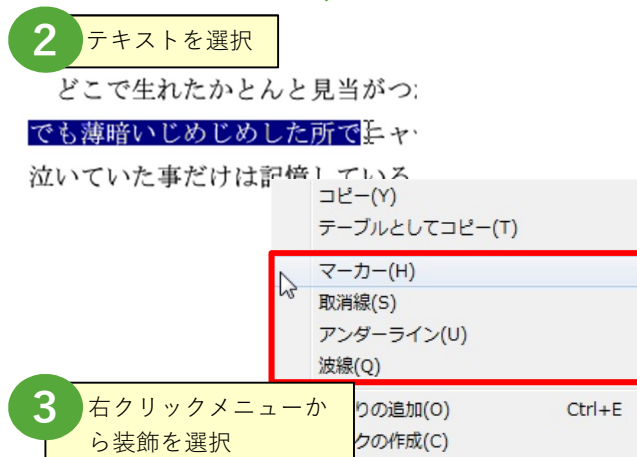 2 テキストを選択
どこで生れたかとんと見当がつ
でも薄暗いじめじめした所でニャ
泣いていた事だけは記憶している
コピー(Y)
テーブルとしてコピー(T)
マーカー(H)
取消線(S)
アンダーライン(U)
波線(Q)
3 右クリックメニューか
ら装飾を選択
りの追加(O) Ctrl+E
クの作成(C)